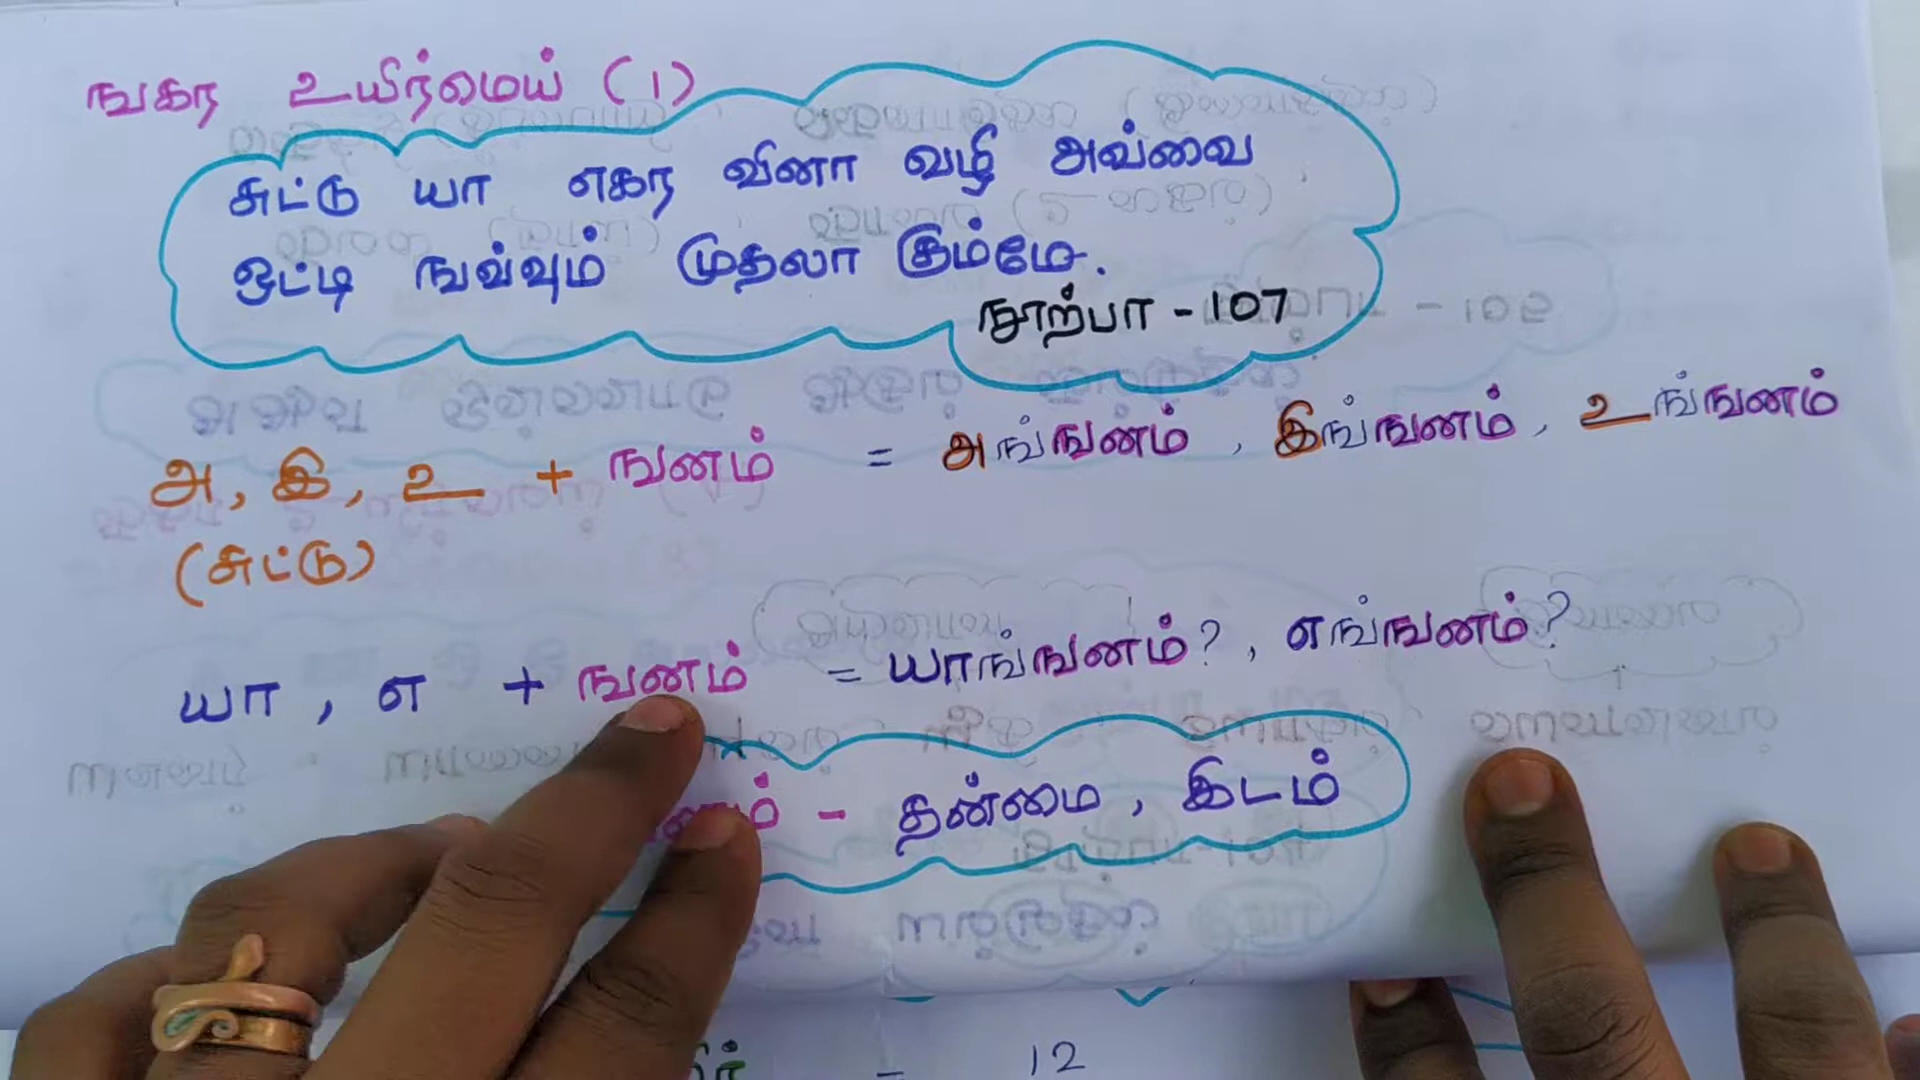 ஙகர உயிர்மெய் (1)
சுட்டு யா எகர வினா வழி அவ்வை
ஒட்டி ஙவ்வும் முதலா கும்மே.
நூற்பா - 107
அ, இ, உ + ஙனம் = அங்ஙனம், இங்ஙனம், உங்ஙனம்
(சுட்டு)
யா, எ + ஙனம் = யாங்ஙனம்?, எங்ஙனம்?
- தன்மை, இடம்
- 12